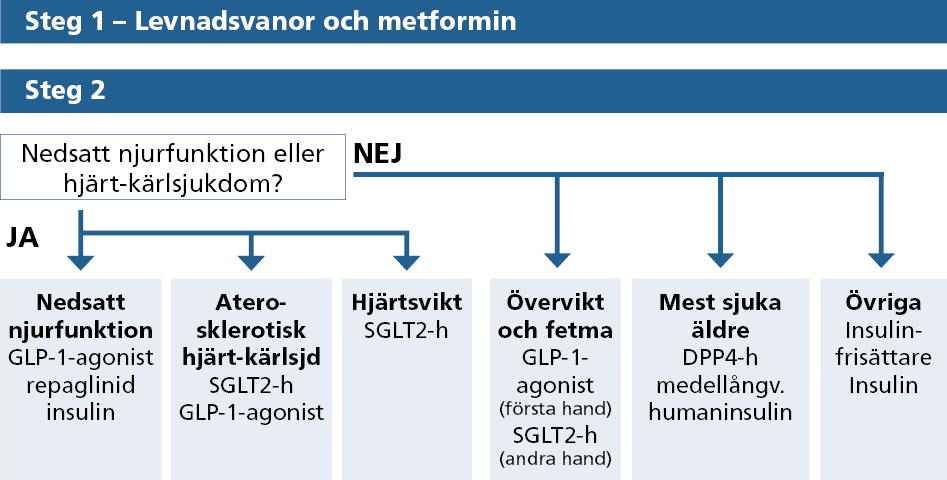 Steg 1 – Levnadsvanor och metformin
Steg 2
Nedsatt njurfunktion eller
hjärt-kärlsjukdom?
NEJ
JA
Nedsatt
njurfunktion
GLP-1-agonist
repaglinid
insulin
Atero-
sklerotisk
hjärt-kärlsjd
SGLT2-h
GLP-1-agonist
Hjärtsvikt
SGLT2-h
Övervikt
och fetma
GLP-1-
agonist
(första hand)
SGLT2-h
(andra hand)
Mest sjuka
äldre
DPP4-h
medellångv.
humaninsulin
Övriga
Insulin-
frisättare
Insulin